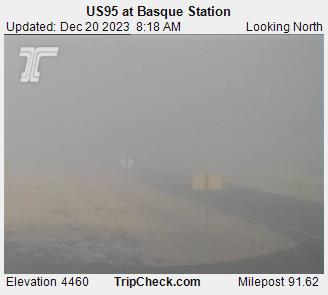 US95 at Basque Station
Updated: Dec 20 2023 8:18 AM Looking North
Elevation 4460 TripCheck.com Milepost 91.62